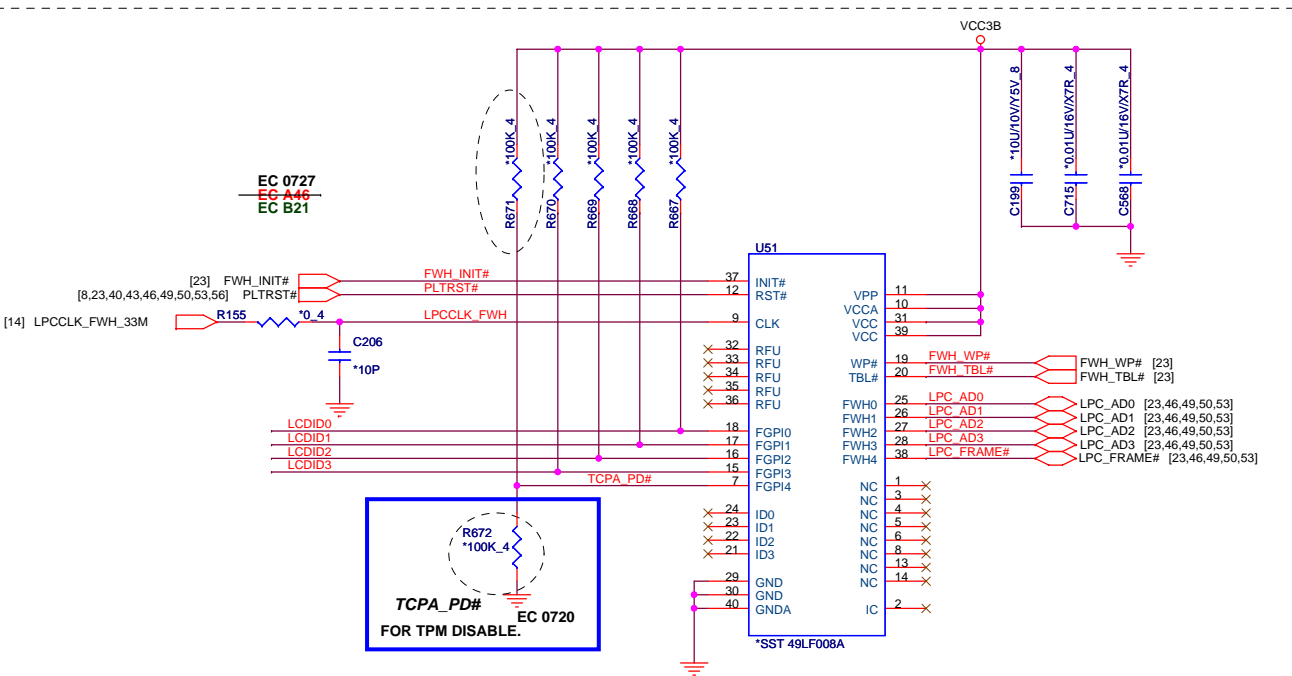 VCC3B
*100K_4
R671
*100K_4
R670
*100K_4
R669
*100K_4
R668
*100K_4
R667
*10U/10V/Y5V_8
C199
*0.01U/16V/X7R_4
C715
*0.01U/16V/X7R_4
C568
EC 0727
EC A46
EC B21
[23] FWH_INIT#
FWH_INIT#
[8,23,40,43,46,49,50,53,56] PLTRST#
PLTRST#
[14] LPCCLK_FWH_33M
R155
*0_4
LPCCLK_FWH
C206
*10P
LCDID0
LCDID1
LCDID2
LCDID3
TCPA_PD#
R672
*100K_4
TCPA_PD#
EC 0720
FOR TPM DISABLE.
U51
37 INIT#
12 RST#
9 CLK
32 RFU
33 RFU
34 RFU
35 RFU
36 RFU
18 FGPI0
17 FGPI1
16 FGPI2
15 FGPI3
7 FGPI4
24 ID0
23 ID1
22 ID2
21 ID3
29 GND
30 GND
40 GNDA
VPP 11
VCCA 10
VCC 31
VCC 39
WP# 19 FWH_WP# FWH_WP# [23]
TBL# 20 FWH_TBL# FWH_TBL# [23]
FWH0 25 LPC_AD0 LPC_AD0 [23,46,49,50,53]
FWH1 26 LPC_AD1 LPC_AD1 [23,46,49,50,53]
FWH2 27 LPC_AD2 LPC_AD2 [23,46,49,50,53]
FWH3 28 LPC_AD3 LPC_AD3 [23,46,49,50,53]
FWH4 38 LPC_FRAME# LPC_FRAME# [23,46,49,50,53]
NC 1
NC 3
NC 4
NC 5
NC 6
NC 8
NC 13
NC 14
IC 2
*SST 49LF008A